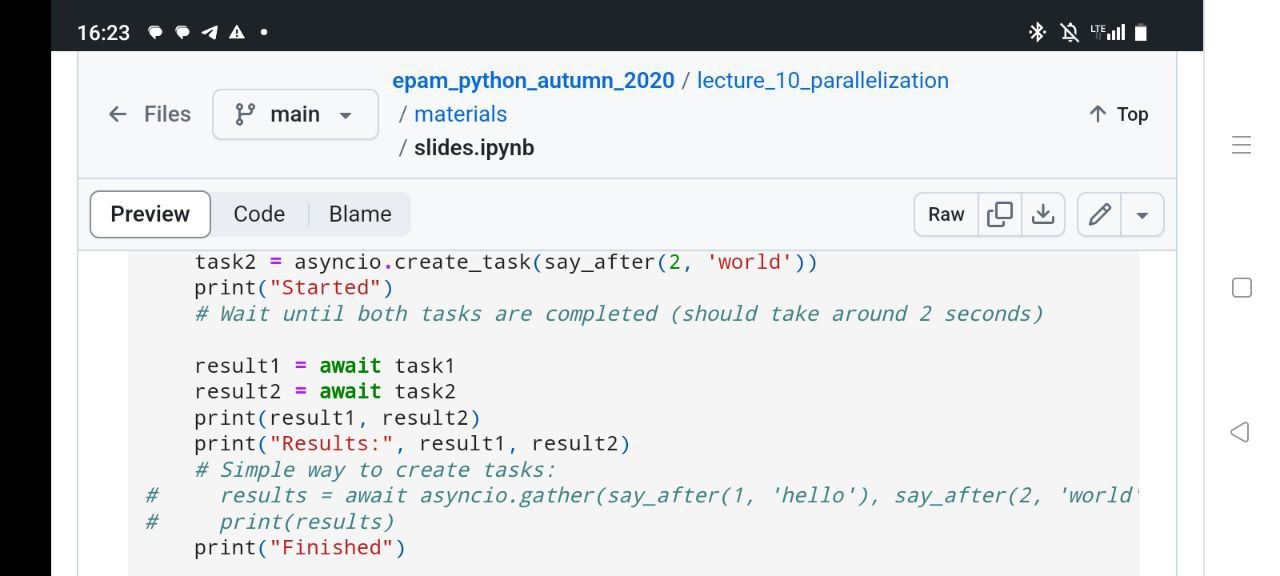 16:23
LTE
epam_python_autumn_2020 / lecture_10_parallelization
← Files
main
/ materials
↑ Top
/ slides.ipynb
Preview
Code
Blame
Raw
task2 = asyncio.create_task(say_after(2, 'world'))
print("Started")
# Wait until both tasks are completed (should take around 2 seconds)
result1 = await task1
result2 = await task2
print(result1, result2)
print("Results:", result1, result2)
# Simple way to create tasks:
#     results = await asyncio.gather(say_after(1, 'hello'), say_after(2, 'world'
#     print(results)
print("Finished")